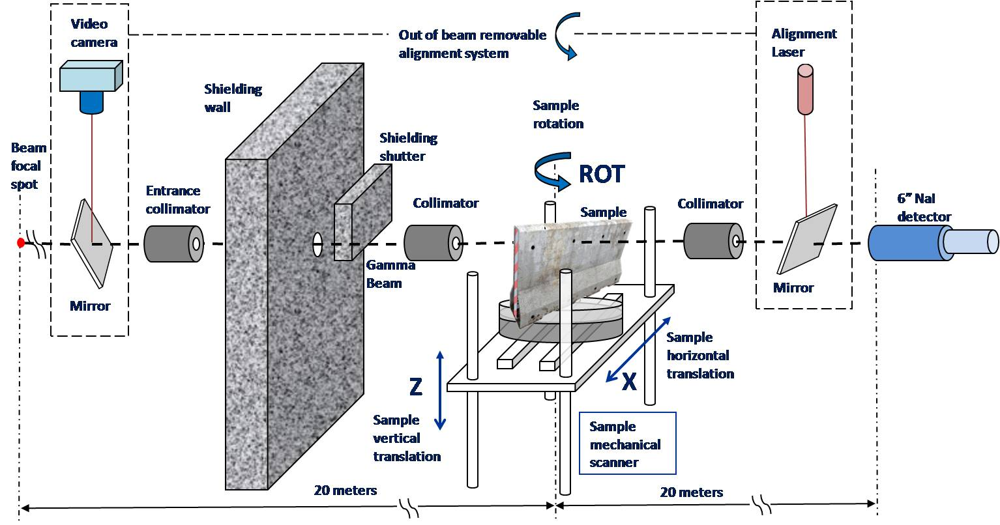 Video
camera
Out of beam removable
alignment system
Alignment
Laser
Shielding
wall
Sample
rotation
Beam
focal
spot
Shielding
shutter
ROT
Entrance
collimator
Collimator
Sample
Collimator
6” NaI
detector
Gamma
Beam
Mirror
Mirror
Sample
horizontal
translation
Z
X
Sample
vertical
translation
Sample
mechanical
scanner
20 meters
20 meters